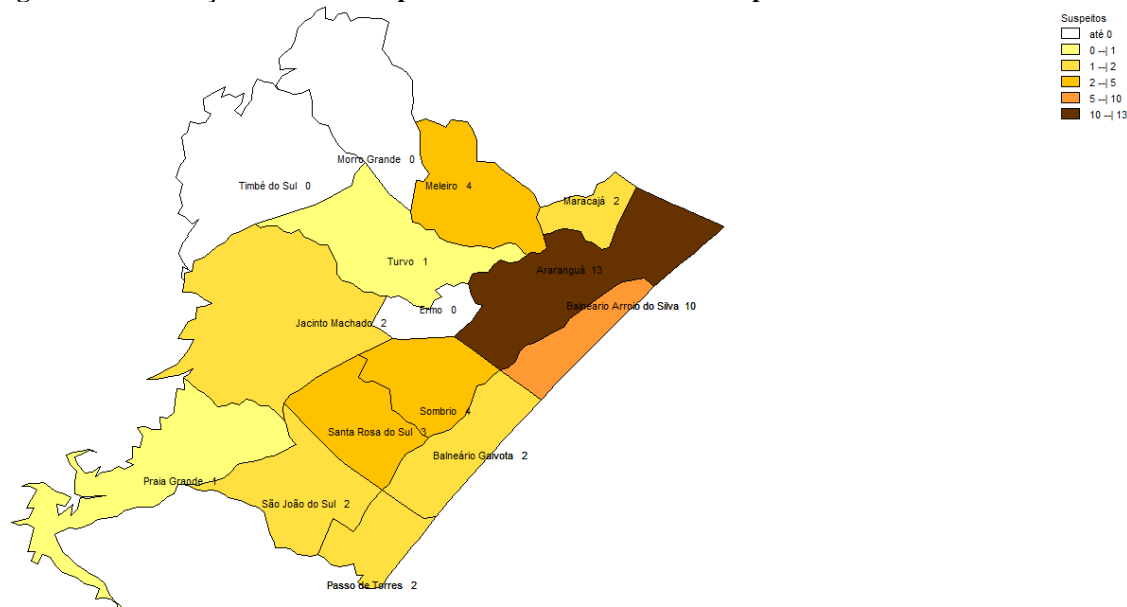 Suspeitos
até 0
0 --| 1
1 --| 2
2 --| 5
5 --| 10
10 --| 13
Morro Grande 0
Timbé do Sul 0
Meleiro 4
Maracajá 2
Turvo 1
Araranguá 13
Balneario Arroio do Silva 10
Ermo 0
Jacinto Machado 2
Sombrio 4
Santa Rosa do Sul 3
Balneário Gaivota 2
Praia Grande 1
São João do Sul 2
Passo de Torres 2